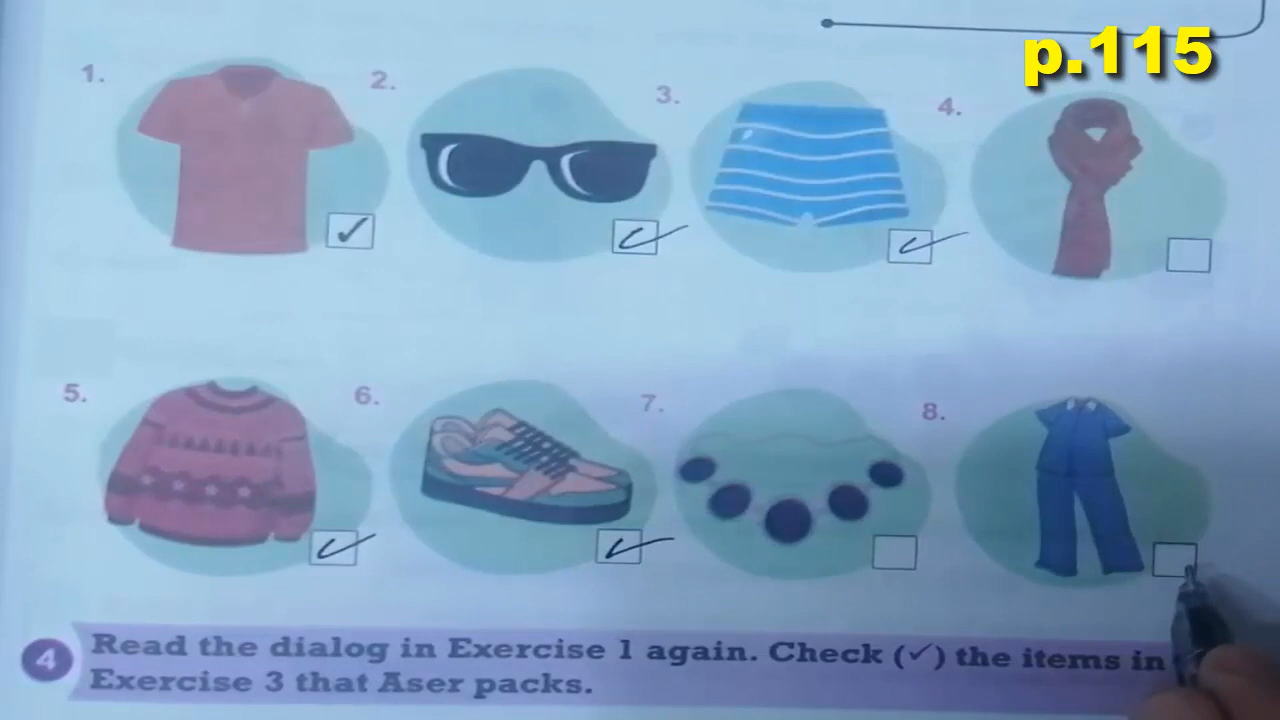 p.115
1.
2.
3.
4.
5.
6.
7.
8.
4 Read the dialog in Exercise 1 again. Check (✓) the items in
Exercise 3 that Aser packs.